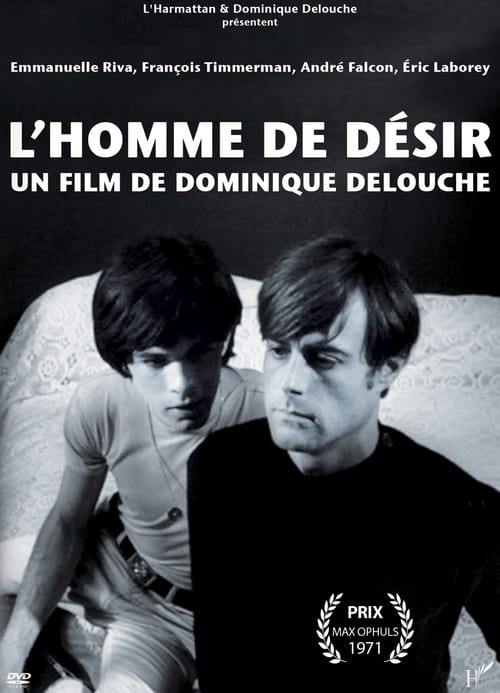 L'Harmattan & Dominique Delouche
présentent
Emmanuelle Riva, François Timmerman, André Falcon, Éric Laborey
L'HOMME DE DÉSIR
UN FILM DE DOMINIQUE DELOUCHE
PRIX
MAX OPHULS
1971
DVD
VIDEO
H